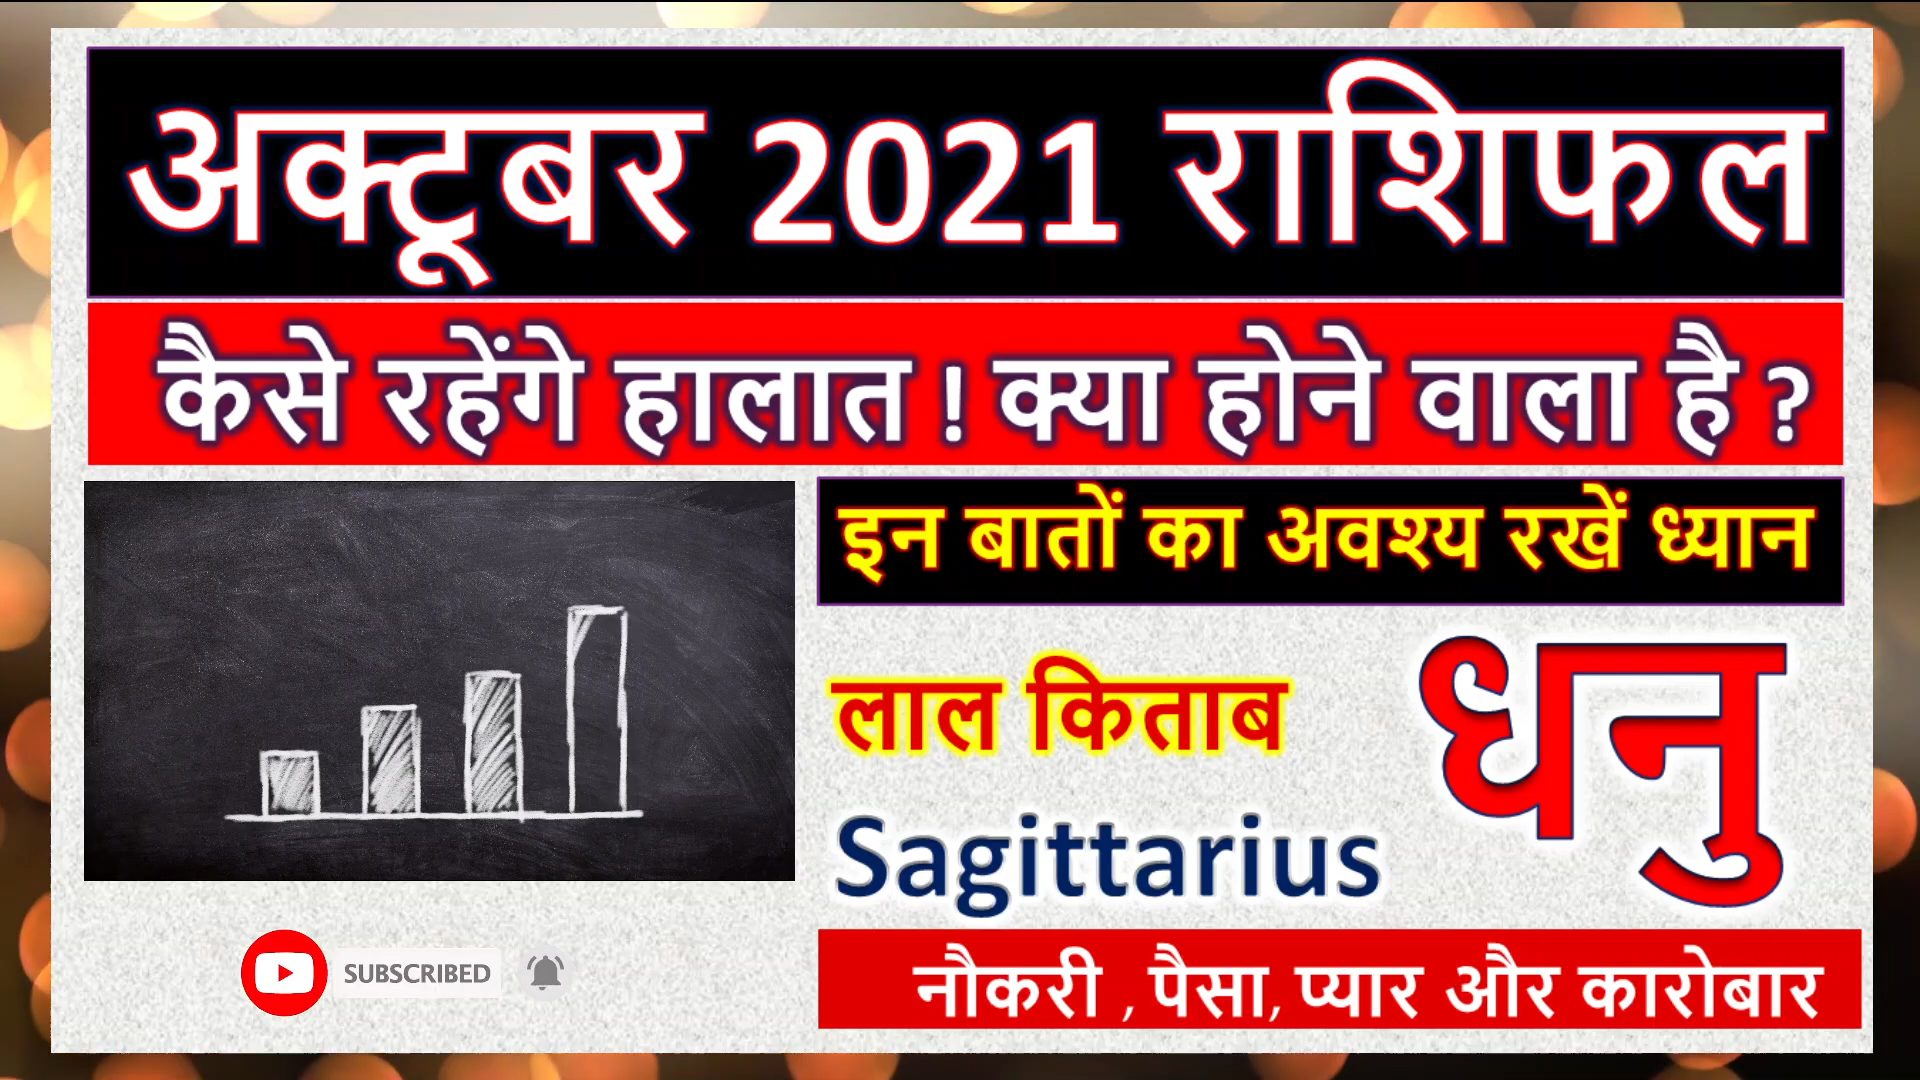 अक्टूबर 2021 राशिफल
कैसे रहेंगे हालात ! क्या होने वाला है ?
इन बातों का अवश्य रखें ध्यान
लाल किताब
धनु
Sagittarius
नौकरी , पैसा, प्यार और कारोबार
SUBSCRIBED